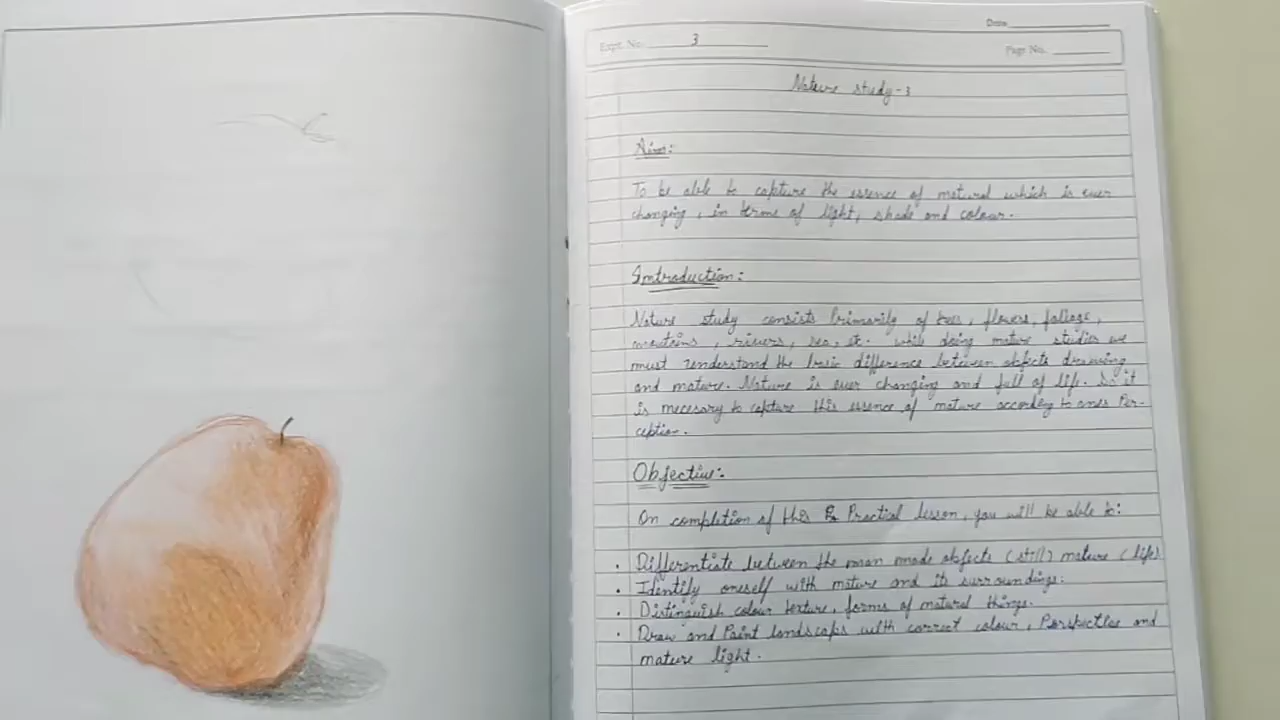 Date
Expt. No. 3
Page No.
Nature study-3
Aim:
To be able to capture the essence of natural which is ever
changing, in terms of light, shade and colour.
Introduction:
Nature study consists primarily of trees, flowers, foliage,
mountains, rivers, sea, etc. while doing nature studies we
must understand the basic difference between objects drawing
and nature. Nature is ever changing and full of life. So it
is necesary to capture this essence of nature accordng to ones Per-
ception.
Objective:
On completion of this Practial lesson, you will be able to:
. Differentiate between the man made objects (still) nature (life)
. Identify oneself with nature and its surroundings.
. Distinguish colour texture, forms of natural things.
. Draw and Paint landscaps with correct colour, Perspective and
nature light.